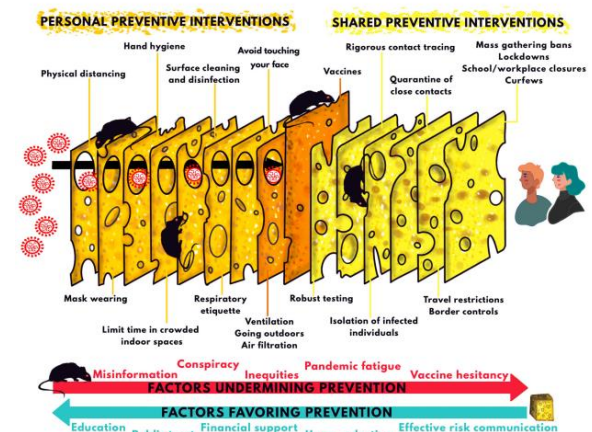 PERSONAL PREVENTIVE INTERVENTIONS
SHARED PREVENTIVE INTERVENTIONS
Physical distancing
Hand hygiene
Surface cleaning
and disinfection
Avoid touching
your face
Vaccines
Rigorous contact tracing
Quarantine of
close contacts
Mass gathering bans
Lockdowns
School/workplace closures
Curfews
Mask wearing
Limit time in crowded
indoor spaces
Respiratory
etiquette
Ventilation
Going outdoors
Air filtration
Robust testing
Isolation of infected
individuals
Travel restrictions
Border controls
Misinformation
Conspiracy
Inequities
Pandemic fatigue
Vaccine hesitancy
FACTORS UNDERMINING PREVENTION
FACTORS FAVORING PREVENTION
Education
Financial support
Effective risk communication